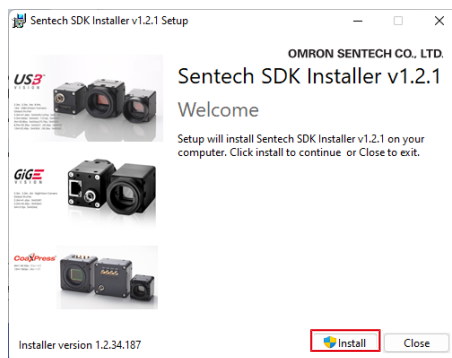 Sentech SDK Installer v1.2.1 Setup
OMRON SENTECH CO., LTD.
Sentech SDK Installer v1.2.1
USB3
VISION
Welcome
Setup will install Sentech SDK Installer v1.2.1 on your
computer. Click install to continue or Close to exit.
GiGE
VISION
CoaXPress
Installer version 1.2.34.187
Install
Close